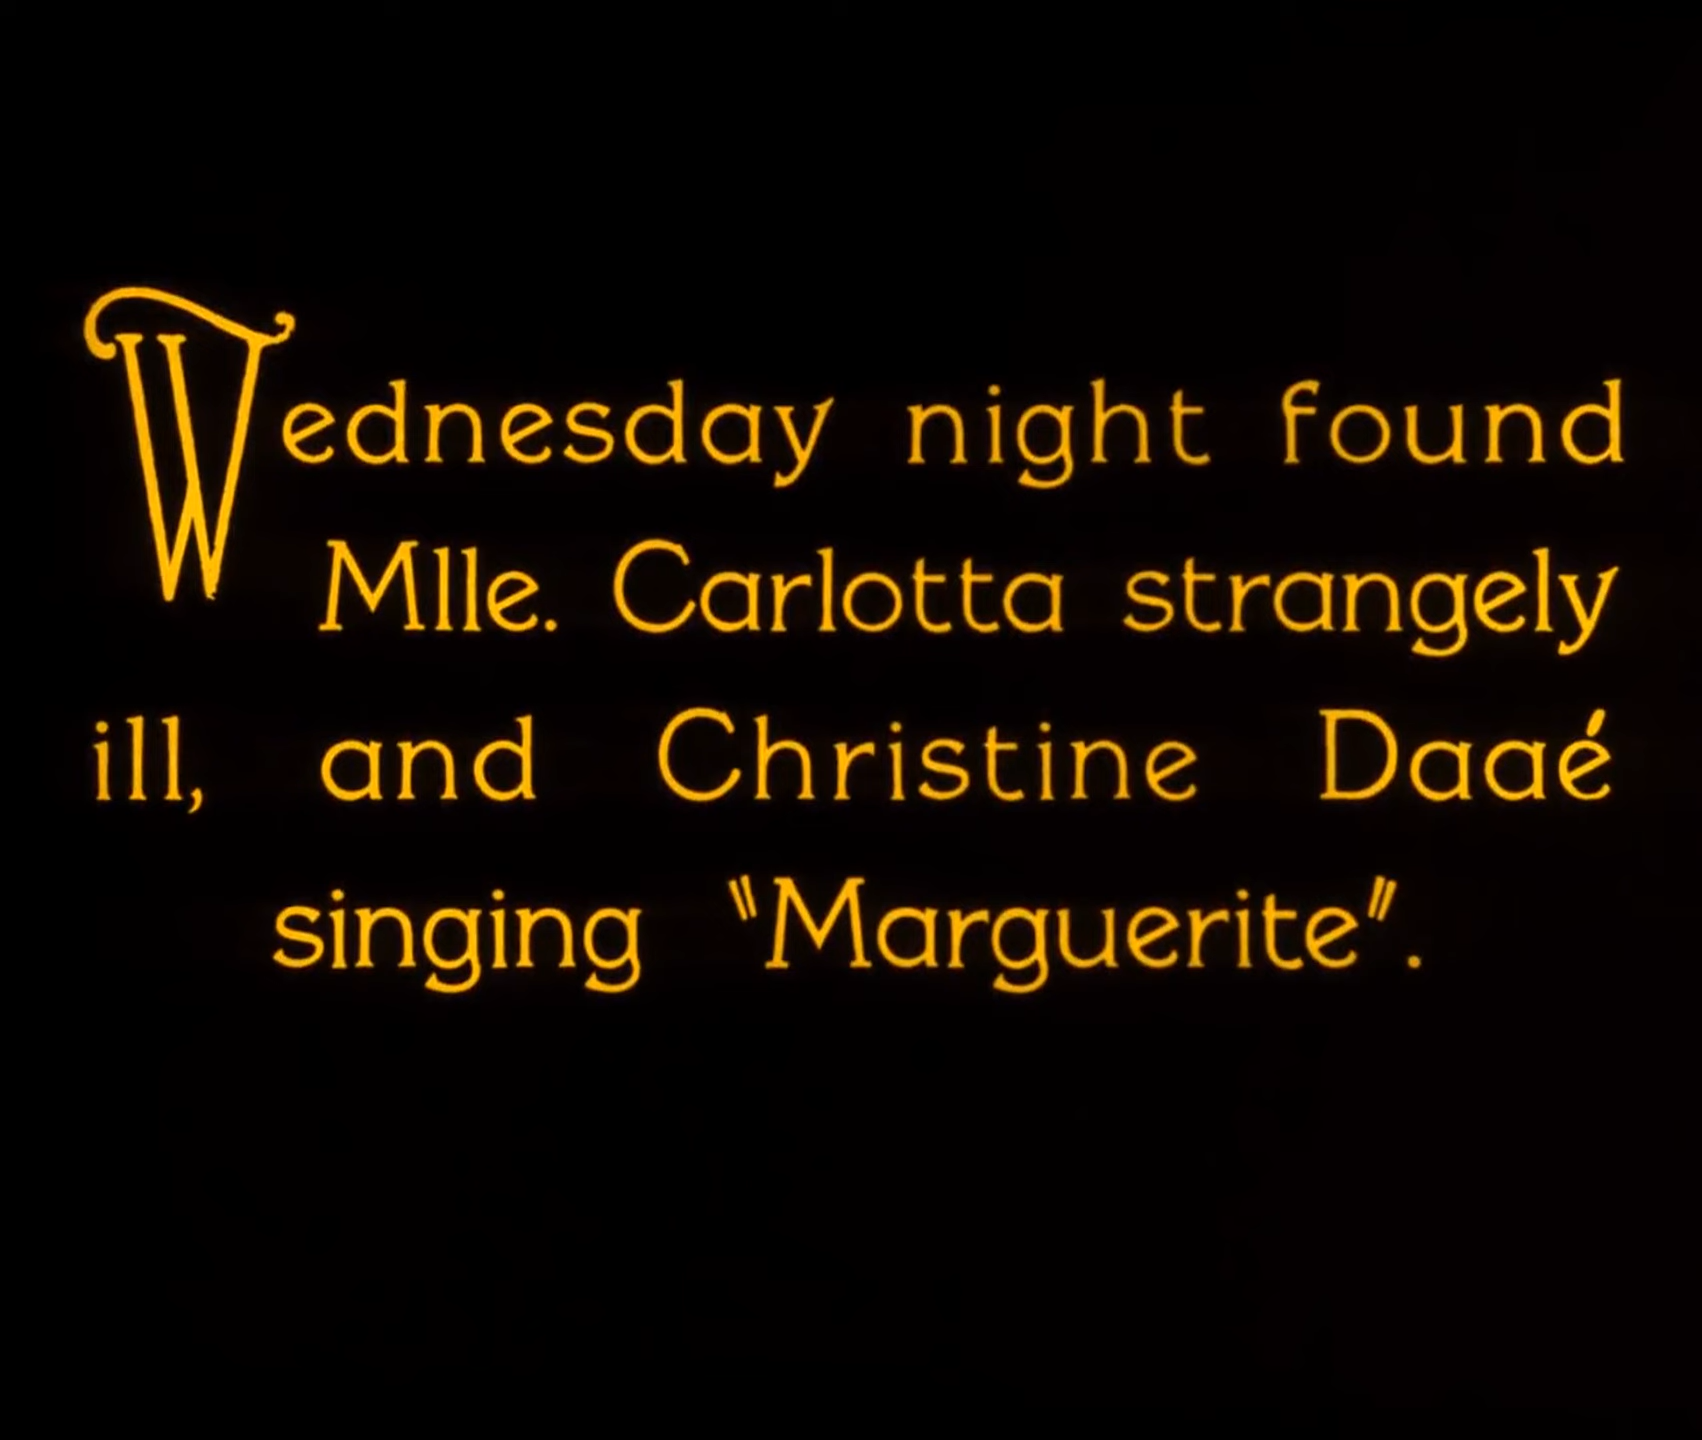 Wednesday night found
Mlle. Carlotta strangely
ill, and Christine Daaé
singing "Marguerite".